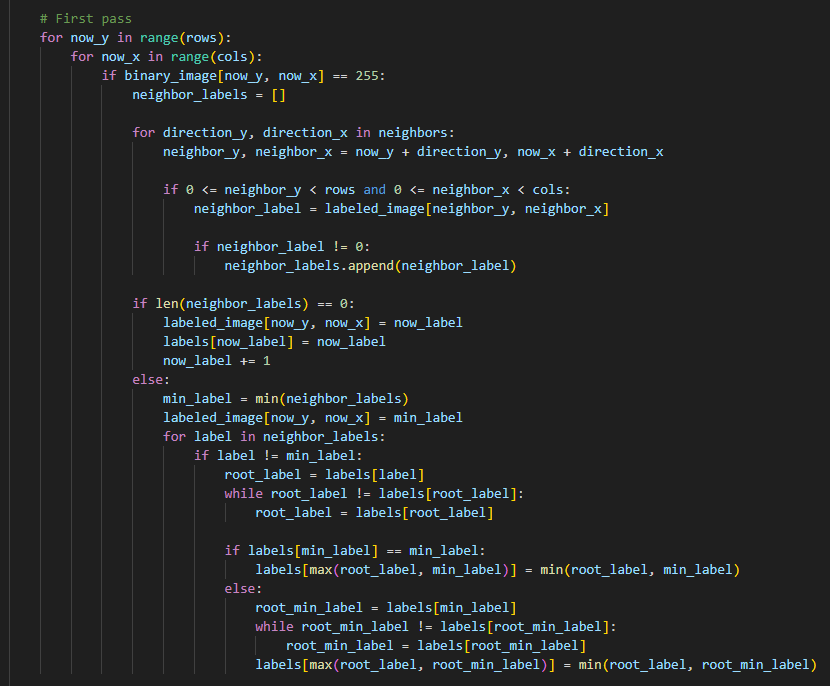 # First pass
for now_y in range(rows):
    for now_x in range(cols):
        if binary_image[now_y, now_x] == 255:
            neighbor_labels = []

            for direction_y, direction_x in neighbors:
                neighbor_y, neighbor_x = now_y + direction_y, now_x + direction_x

                if 0 <= neighbor_y < rows and 0 <= neighbor_x < cols:
                    neighbor_label = labeled_image[neighbor_y, neighbor_x]

                    if neighbor_label != 0:
                        neighbor_labels.append(neighbor_label)

            if len(neighbor_labels) == 0:
                labeled_image[now_y, now_x] = now_label
                labels[now_label] = now_label
                now_label += 1
            else:
                min_label = min(neighbor_labels)
                labeled_image[now_y, now_x] = min_label
                for label in neighbor_labels:
                    if label != min_label:
                        root_label = labels[label]
                        while root_label != labels[root_label]:
                            root_label = labels[root_label]

                        if labels[min_label] == min_label:
                            labels[max(root_label, min_label)] = min(root_label, min_label)
                        else:
                            root_min_label = labels[min_label]
                            while root_min_label != labels[root_min_label]:
                                root_min_label = labels[root_min_label]
                            labels[max(root_label, root_min_label)] = min(root_label, root_min_label)